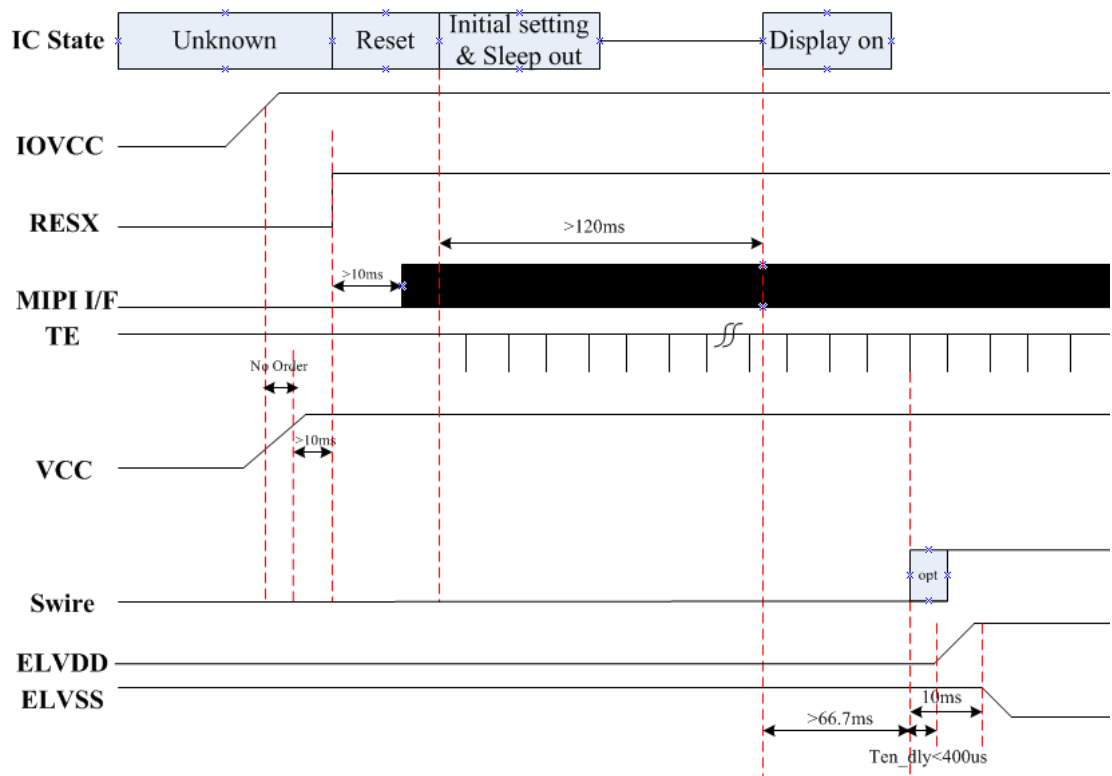 IC State
Unknown
Reset
Initial setting
& Sleep out
Display on
IOVCC
RESX
>120ms
>10ms
MIPI I/F
TE
No Order
>10ms
VCC
opt
Swire
ELVDD
ELVSS
10ms
>66.7ms
Ten_dly<400us